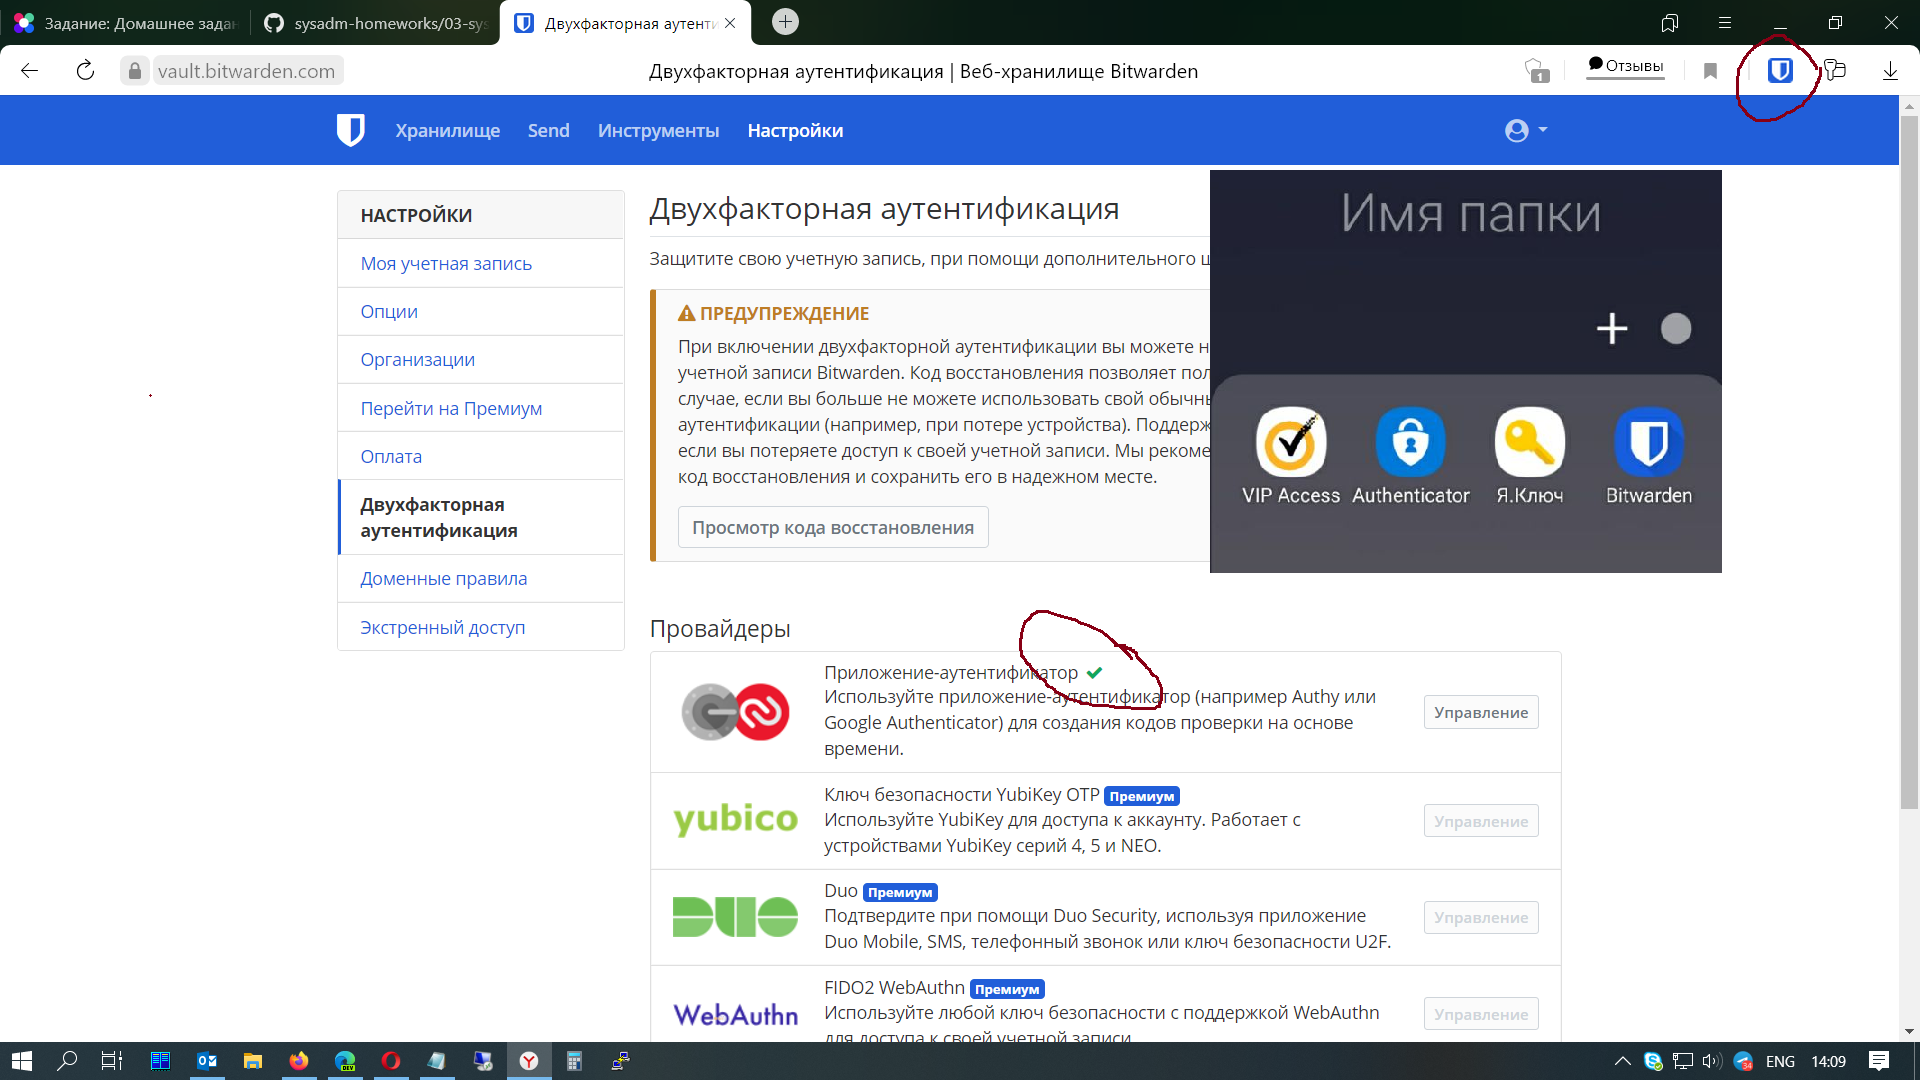 Задание: Домашнее задан
sysadm-homeworks/03-sys
Двухфакторная аутенти
vault.bitwarden.com
Двухфакторная аутентификация | Веб-хранилище Bitwarden
1
Отзывы
Хранилище
Send
Инструменты
Настройки
НАСТРОЙКИ
Моя учетная запись
Опции
Организации
Перейти на Премиум
Оплата
Двухфакторная
аутентификация
Доменные правила
Экстренный доступ
Двухфакторная аутентификация
Защитите свою учетную запись, при помощи дополнительного ш
ПРЕДУПРЕЖДЕНИЕ
При включении двухфакторной аутентификации вы можете н
учетной записи Bitwarden. Код восстановления позволяет пол
случае, если вы больше не можете использовать свой обычны
аутентификации (например, при потере устройства). Поддерж
если вы потеряете доступ к своей учетной записи. Мы рекоме
код восстановления и сохранить его в надежном месте.
Просмотр кода восстановления
Имя папки
VIP Access
Authenticator
Я.Ключ
Bitwarden
Провайдеры
Приложение-аутентификатор
Используйте приложение-аутентификатор (например Authy или
Google Authenticator) для создания кодов проверки на основе
времени.
Управление
yubico
Ключ безопасности YubiKey OTP Премиум
Используйте YubiKey для доступа к аккаунту. Работает с
устройствами YubiKey серий 4, 5 и NEO.
Управление
DUO
Duo Премиум
Подтвердите при помощи Duo Security, используя приложение
Duo Mobile, SMS, телефонный звонок или ключ безопасности U2F.
Управление
WebAuthn
FIDO2 WebAuthn Премиум
Используйте любой ключ безопасности с поддержкой WebAuthn
для доступа к своей учетной записи.
Управление
DEV
34
ENG
14:09